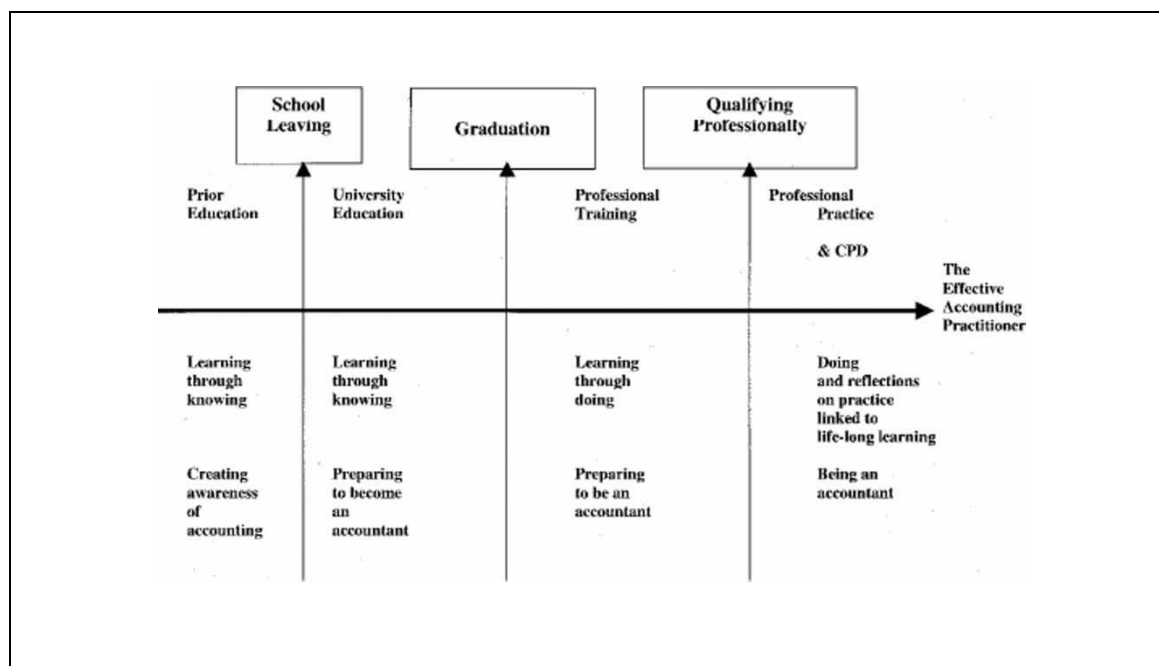 School
Leaving
Graduation
Qualifying
Professionally
Prior
Education
University
Education
Professional
Training
Professional
Practice
& CPD
The
Effective
Accounting
Practitioner
Learning
through
knowing
Learning
through
knowing
Learning
through
doing
Doing
and reflections
on practice
linked to
life-long learning
Creating
awareness
of
accounting
Preparing
to become
an
accountant
Preparing
to be an
accountant
Being an
accountant